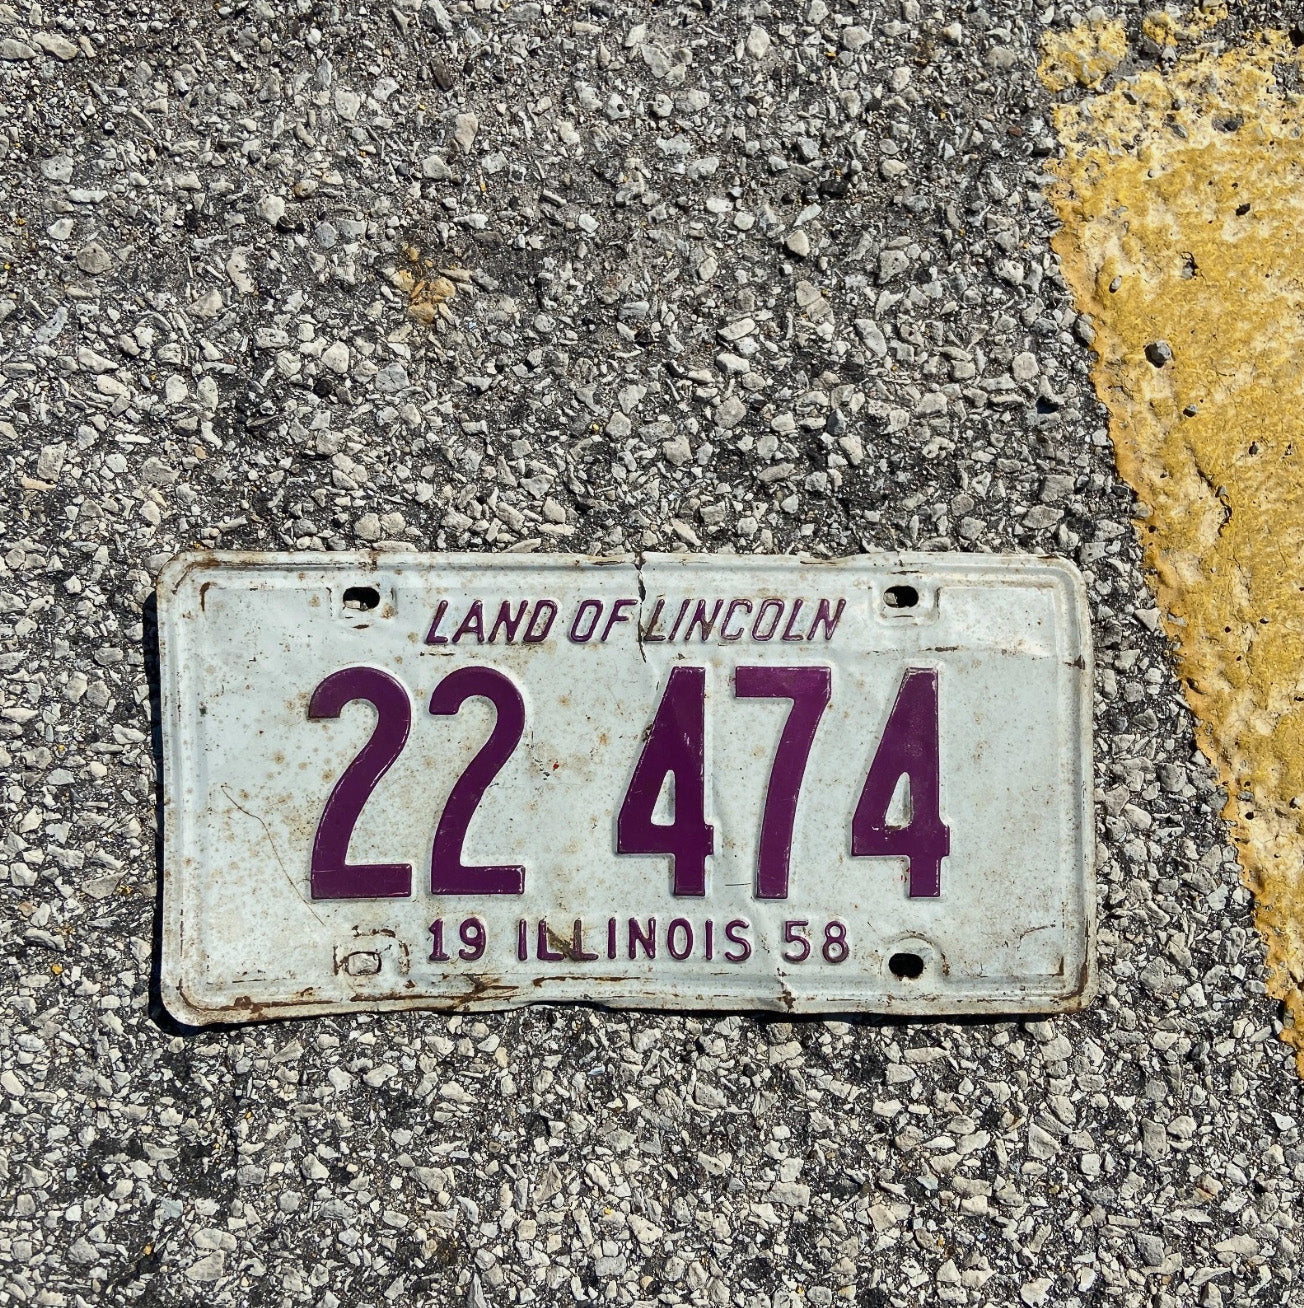 LAND OF LINCOLN
22 474
19 ILLINOIS 58